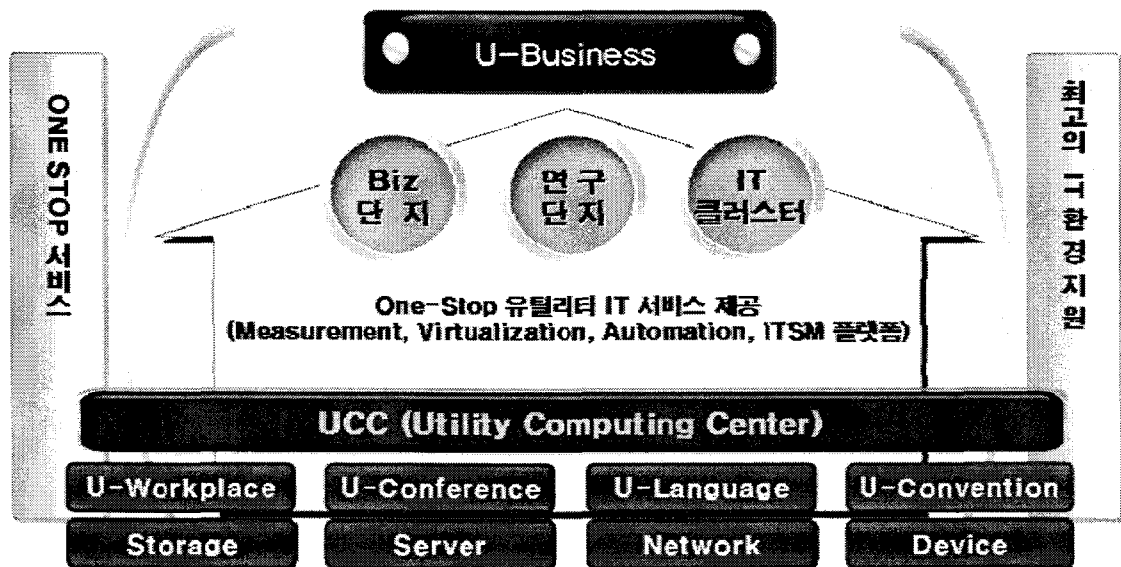 U-Business
ONE STOP 서비스
최고의 IT 환경지원
Biz
단 지
연 구
단 지
IT
클러스터
One-Stop 유틸리티 IT 서비스 제공
(Measurement, Virtualization, Automation, ITSM 플랫폼)
UCC (Utility Computing Center)
U-Workplace
U-Conference
U-Language
U-Convention
Storage
Server
Network
Device